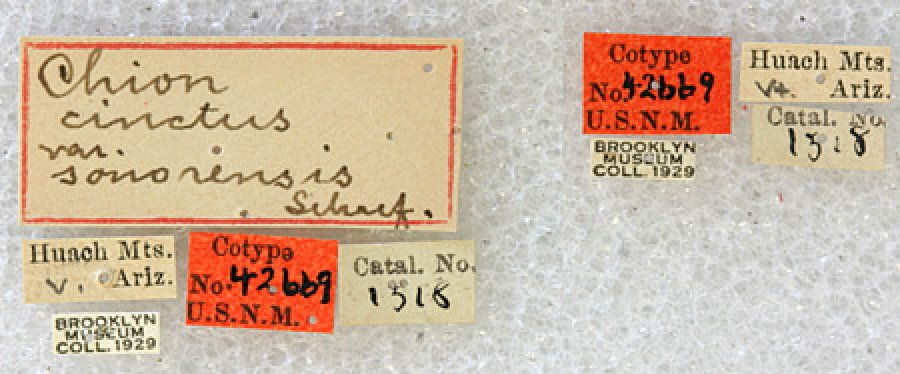 Chion
cinctus
var.
sonorensis
Schaef.
Huach Mts.
V. Ariz.
Cotype
No. 42669
U.S.N.M.
Catal. No.
1318
BROOKLYN
MUSEUM
COLL. 1929
Cotype
No. 42669
U.S.N.M.
Huach Mts.
Ariz.
Catal. No.
1318
BROOKLYN
MUSEUM
COLL. 1929